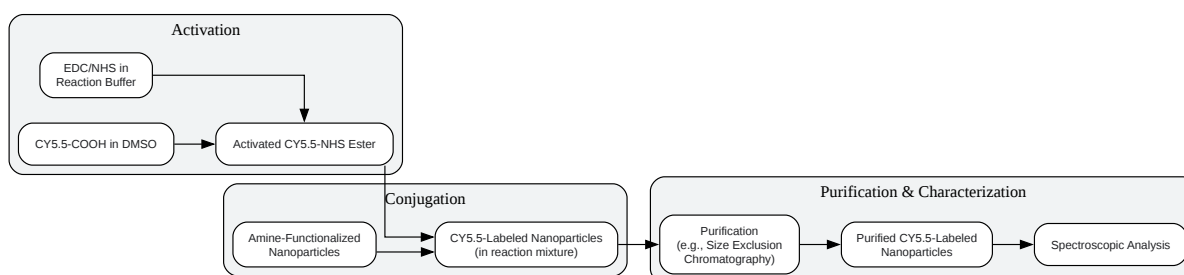 Activation
EDC/NHS in
Reaction Buffer
CY5.5-COOH in DMSO
Activated CY5.5-NHS Ester
Conjugation
Amine-Functionalized
Nanoparticles
CY5.5-Labeled Nanoparticles
(in reaction mixture)
Purification & Characterization
Purification
(e.g., Size Exclusion
Chromatography)
Purified CY5.5-Labeled
Nanoparticles
Spectroscopic Analysis